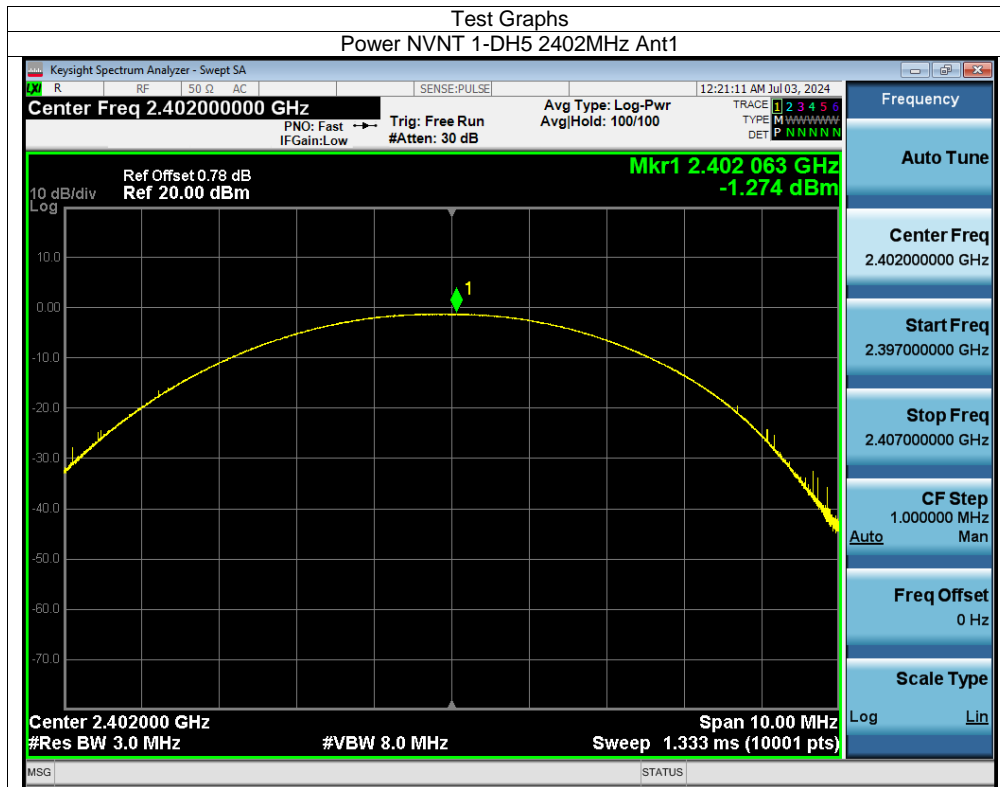 Test Graphs
Power NVNT 1-DH5 2402MHz Ant1
Keysight Spectrum Analyzer - Swept SA
LXI R RF 50 Ω AC SENSE:PULSE 12:21:11 AM Jul 03, 2024
Center Freq 2.402000000 GHz Avg Type: Log-Pwr TRACE 1 2 3 4 5 6
PNO: Fast Trig: Free Run Avg|Hold: 100/100 TYPE M WWWWW
IFGain:Low #Atten: 30 dB DET P N N N N N
Mkr1 2.402 063 GHz
-1.274 dBm
Ref Offset 0.78 dB
10 dB/div Ref 20.00 dBm
Log
10.0
1
0.00
-10.0
-20.0
-30.0
-40.0
-50.0
-60.0
-70.0
Center 2.402000 GHz Span 10.00 MHz
#Res BW 3.0 MHz #VBW 8.0 MHz Sweep 1.333 ms (10001 pts)
MSG STATUS
Frequency
Auto Tune
Center Freq
2.402000000 GHz
Start Freq
2.397000000 GHz
Stop Freq
2.407000000 GHz
CF Step
1.000000 MHz
Auto Man
Freq Offset
0 Hz
Scale Type
Log Lin